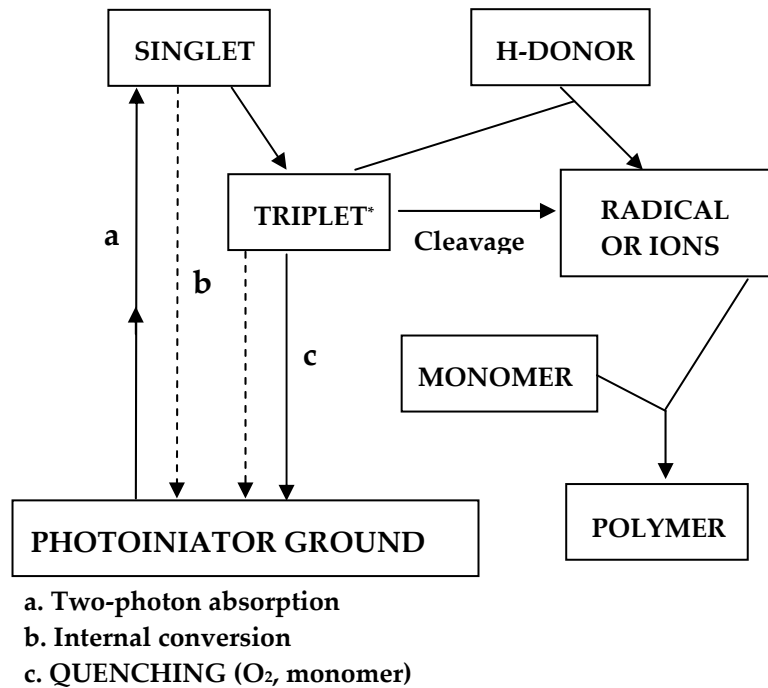 SINGLET
H-DONOR
TRIPLET*
RADICAL
OR IONS
Cleavage
a
b
c
MONOMER
PHOTOINIATOR GROUND
POLYMER
a. Two-photon absorption
b. Internal conversion
c. QUENCHING (O₂, monomer)